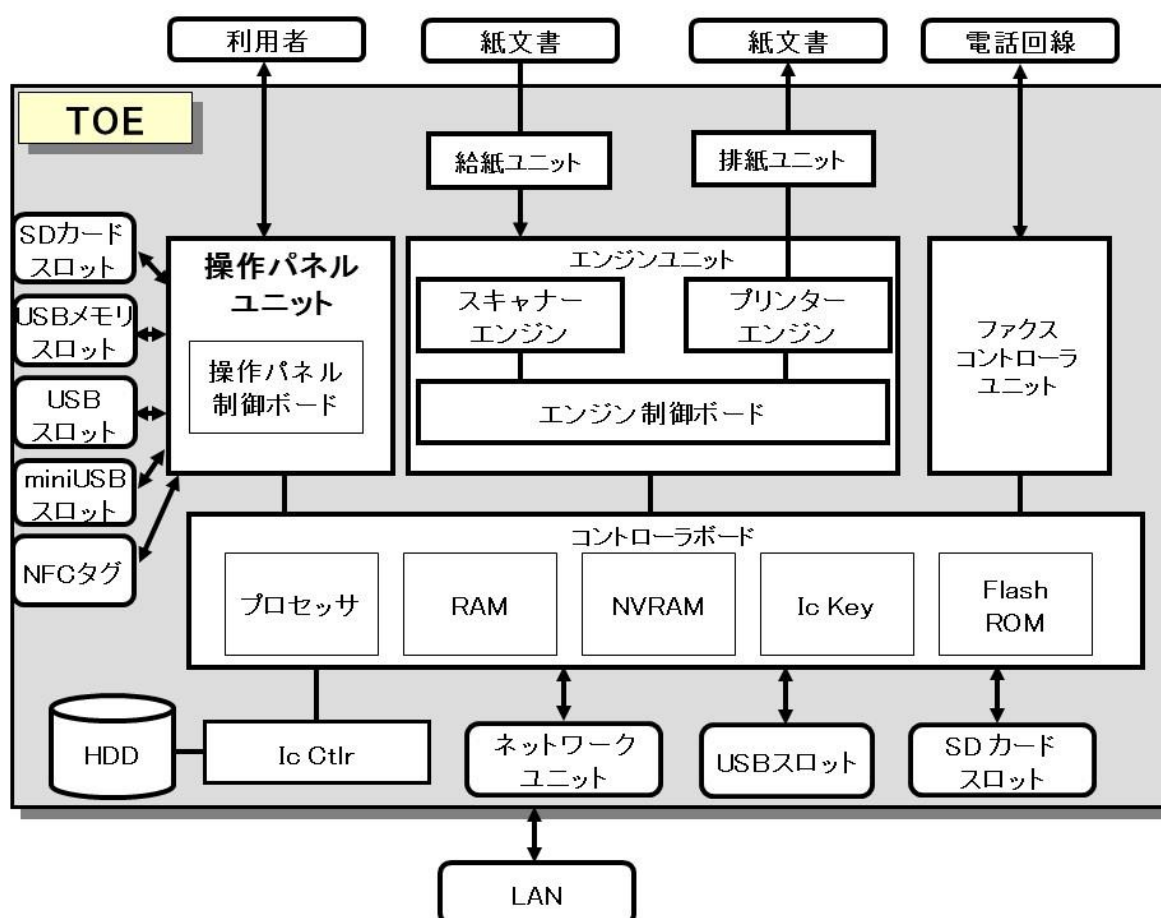 利用者
紙文書
紙文書
電話回線
TOE
給紙ユニット
排紙ユニット
SDカード
スロット
USBメモリ
スロット
USB
スロット
miniUSB
スロット
NFCタグ
操作パネル
ユニット
操作パネル
制御ボード
エンジンユニット
スキャナー
エンジン
プリンター
エンジン
エンジン制御ボード
ファクス
コントローラ
ユニット
コントローラボード
プロセッサ
RAM
NVRAM
Ic Key
Flash
ROM
HDD
Ic Ctlr
ネットワーク
ユニット
USBスロット
SDカード
スロット
LAN